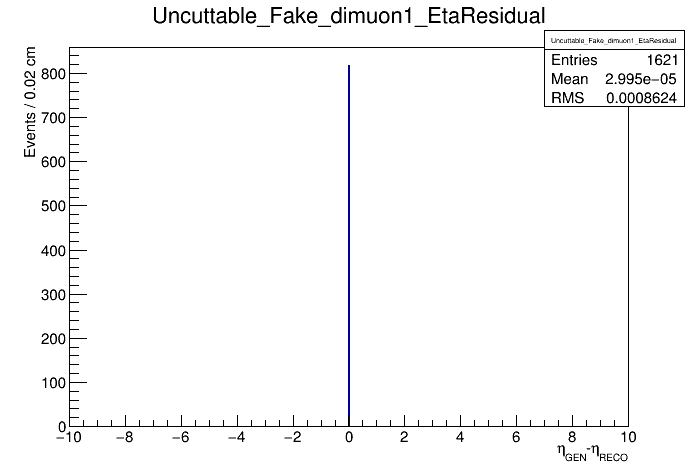 Uncuttable_Fake_dimuon1_EtaResidual
Uncuttable_Fake_dimuon1_EtaResidual
Entries 1621
Mean 2.995e−05
RMS 0.0008624
Events / 0.02 cm
800
700
600
500
400
300
200
100
0
−10 −8 −6 −4 −2 0 2 4 6 8 10
ηGEN-ηRECO